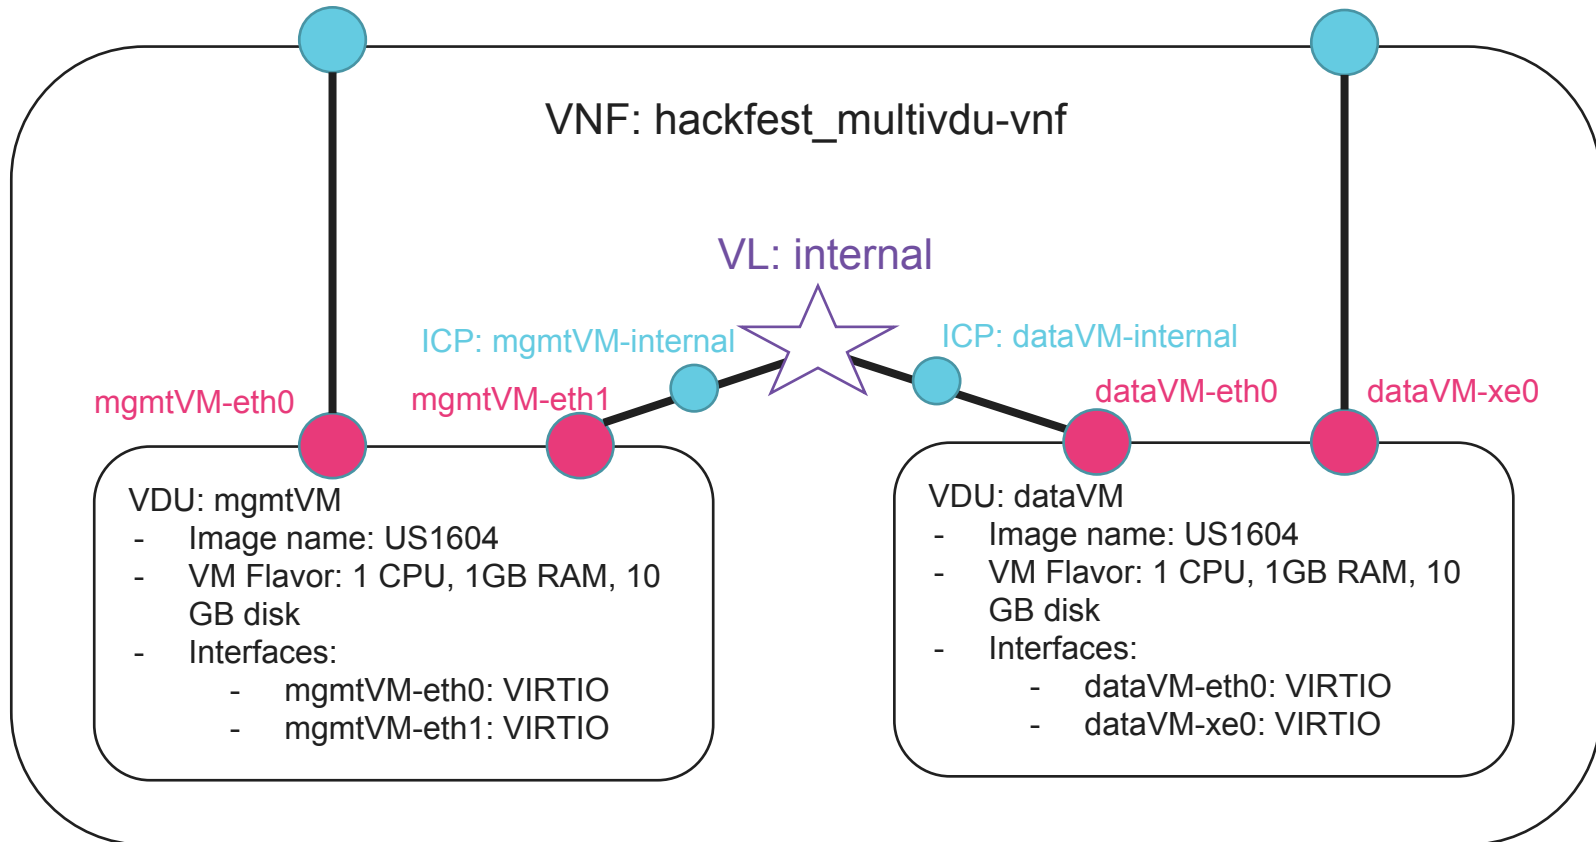 VNF: hackfest_multivdu-vnf
VL: internal
ICP: mgmtVM-internal
ICP: dataVM-internal
mgmtVM-eth0
mgmtVM-eth1
dataVM-eth0
dataVM-xe0
VDU: mgmtVM
- Image name: US1604
- VM Flavor: 1 CPU, 1GB RAM, 10
GB disk
- Interfaces:
- mgmtVM-eth0: VIRTIO
- mgmtVM-eth1: VIRTIO
VDU: dataVM
- Image name: US1604
- VM Flavor: 1 CPU, 1GB RAM, 10
GB disk
- Interfaces:
- dataVM-eth0: VIRTIO
- dataVM-xe0: VIRTIO